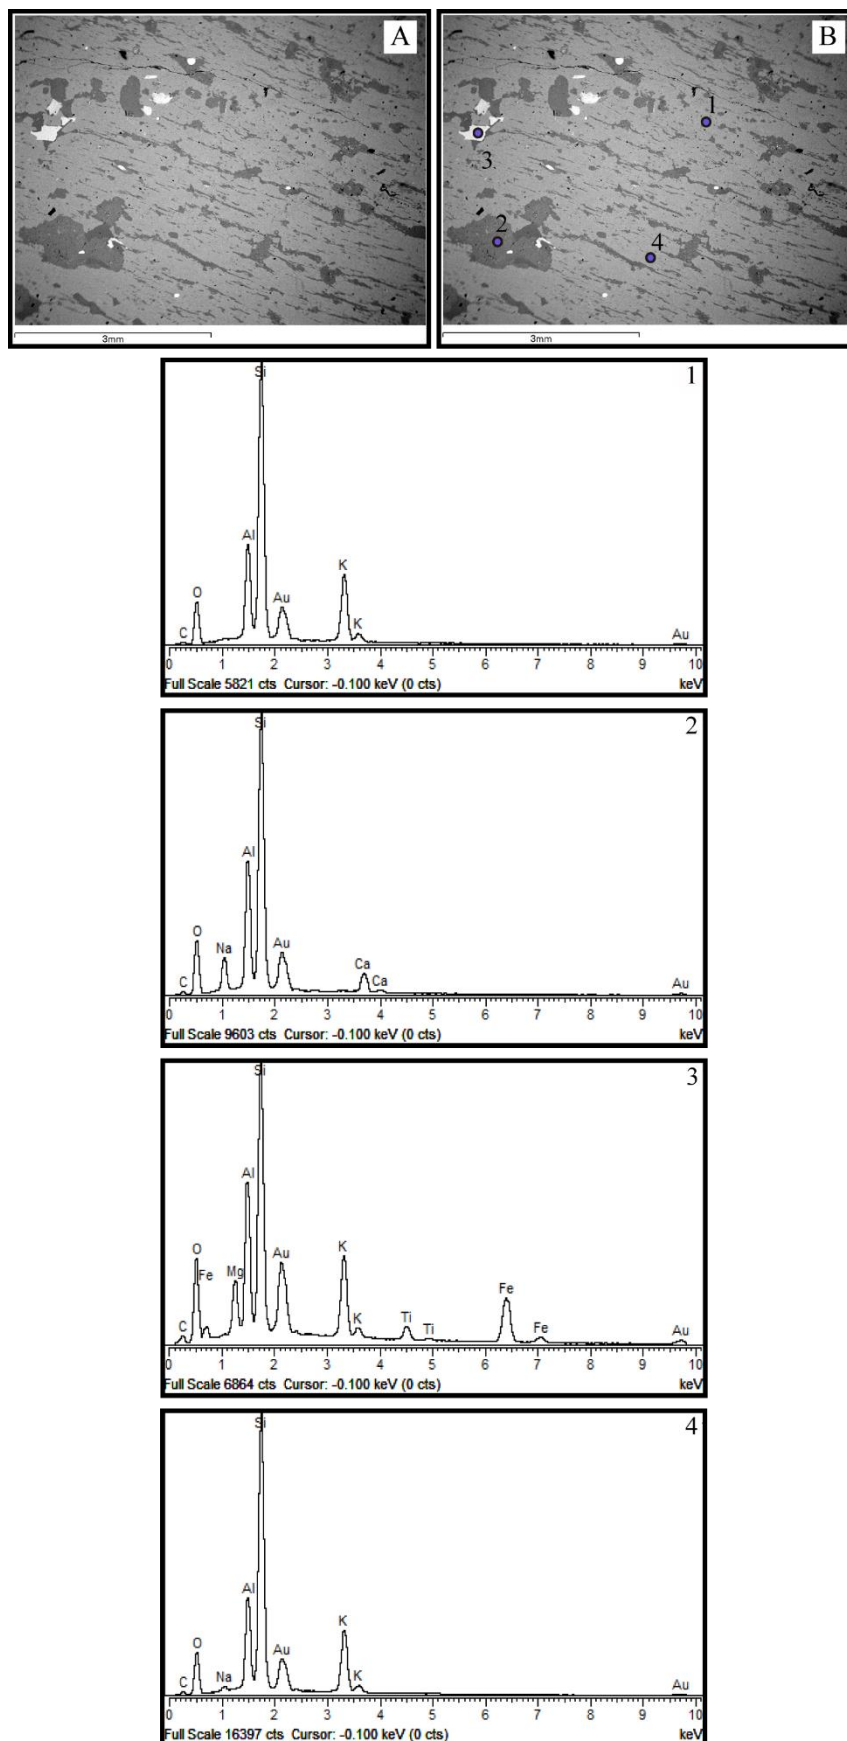 A
B
1
3
2
4
3mm
3mm
1
Si
Al
K
O
Au
K
C
Au
0 1 2 3 4 5 6 7 8 9 10
Full Scale 5821 cts Cursor: -0.100 keV (0 cts) keV
2
Si
Al
O
Na
Au
Ca
Ca
C
Au
0 1 2 3 4 5 6 7 8 9 10
Full Scale 9603 cts Cursor: -0.100 keV (0 cts) keV
3
Si
Al
O
Au
K
Fe
Mg
Fe
K
Ti
Ti
Fe
C
Au
0 1 2 3 4 5 6 7 8 9 10
Full Scale 6864 cts Cursor: -0.100 keV (0 cts) keV
4
Si
Al
K
O
Au
Na
K
C
Au
0 1 2 3 4 5 6 7 8 9 10
Full Scale 16397 cts Cursor: -0.100 keV (0 cts) keV